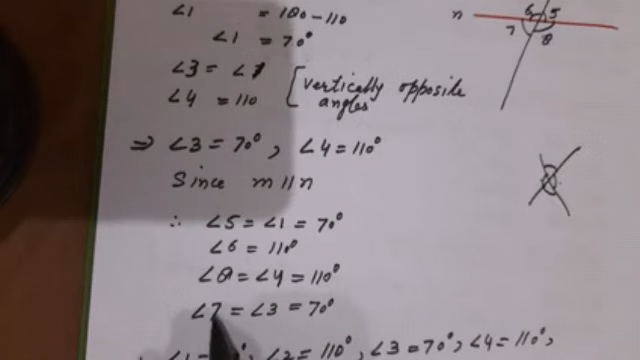 ∠1 = 180 - 110
∠1 = 70°
∠3 = ∠1
∠4 = 110 [vertically opposite angles
⇒ ∠3 = 70°, ∠4 = 110°
Since m || n
∴ ∠5 = ∠1 = 70°
∠6 = 110°
∠8 = ∠4 = 110°
∠7 = ∠3 = 70°
∠2 = 110°, ∠3 = 70°, ∠4 = 110°,
n
6 5
7 8